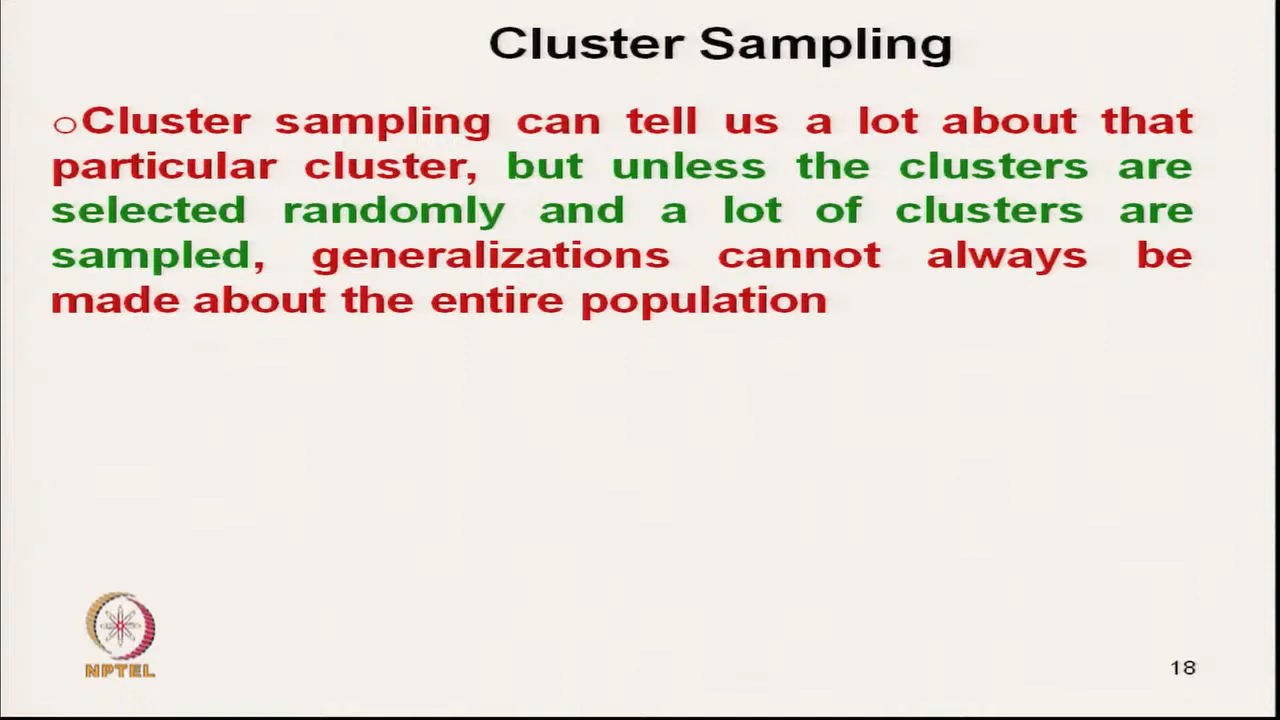 Cluster Sampling
○Cluster sampling can tell us a lot about that
particular cluster, but unless the clusters are
selected randomly and a lot of clusters are
sampled, generalizations cannot always be
made about the entire population
NPTEL
18